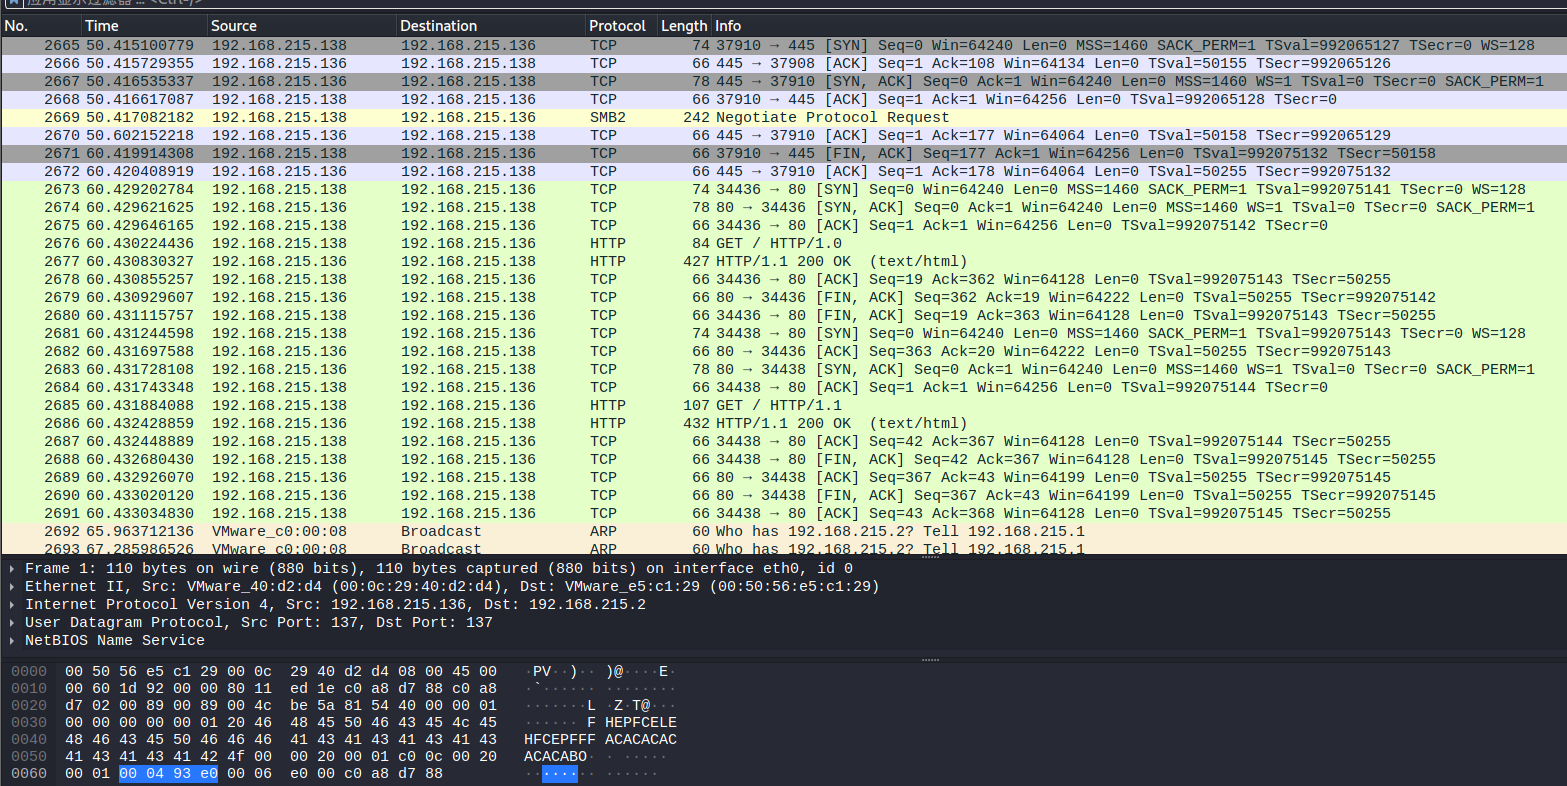 应用显示过滤器 … <Ctrl-/>
No. Time Source Destination Protocol Length Info
2665 50.415100779 192.168.215.138 192.168.215.136 TCP 74 37910 → 445 [SYN] Seq=0 Win=64240 Len=0 MSS=1460 SACK_PERM=1 TSval=992065127 TSecr=0 WS=128
2666 50.415729355 192.168.215.136 192.168.215.138 TCP 66 445 → 37908 [ACK] Seq=1 Ack=108 Win=64134 Len=0 TSval=50155 TSecr=992065126
2667 50.416535337 192.168.215.136 192.168.215.138 TCP 78 445 → 37910 [SYN, ACK] Seq=0 Ack=1 Win=64240 Len=0 MSS=1460 WS=1 TSval=0 TSecr=0 SACK_PERM=1
2668 50.416617087 192.168.215.138 192.168.215.136 TCP 66 37910 → 445 [ACK] Seq=1 Ack=1 Win=64256 Len=0 TSval=992065128 TSecr=0
2669 50.417082182 192.168.215.138 192.168.215.136 SMB2 242 Negotiate Protocol Request
2670 50.602152218 192.168.215.136 192.168.215.138 TCP 66 445 → 37910 [ACK] Seq=1 Ack=177 Win=64064 Len=0 TSval=50158 TSecr=992065129
2671 60.419914308 192.168.215.138 192.168.215.136 TCP 66 37910 → 445 [FIN, ACK] Seq=177 Ack=1 Win=64256 Len=0 TSval=992075132 TSecr=50158
2672 60.420408919 192.168.215.136 192.168.215.138 TCP 66 445 → 37910 [ACK] Seq=1 Ack=178 Win=64064 Len=0 TSval=50255 TSecr=992075132
2673 60.429202784 192.168.215.138 192.168.215.136 TCP 74 34436 → 80 [SYN] Seq=0 Win=64240 Len=0 MSS=1460 SACK_PERM=1 TSval=992075141 TSecr=0 WS=128
2674 60.429621625 192.168.215.136 192.168.215.138 TCP 78 80 → 34436 [SYN, ACK] Seq=0 Ack=1 Win=64240 Len=0 MSS=1460 WS=1 TSval=0 TSecr=0 SACK_PERM=1
2675 60.429646165 192.168.215.138 192.168.215.136 TCP 66 34436 → 80 [ACK] Seq=1 Ack=1 Win=64256 Len=0 TSval=992075142 TSecr=0
2676 60.430224436 192.168.215.138 192.168.215.136 HTTP 84 GET / HTTP/1.0
2677 60.430830327 192.168.215.136 192.168.215.138 HTTP 427 HTTP/1.1 200 OK (text/html)
2678 60.430855257 192.168.215.138 192.168.215.136 TCP 66 34436 → 80 [ACK] Seq=19 Ack=362 Win=64128 Len=0 TSval=992075143 TSecr=50255
2679 60.430929607 192.168.215.136 192.168.215.138 TCP 66 80 → 34436 [FIN, ACK] Seq=362 Ack=19 Win=64222 Len=0 TSval=50255 TSecr=992075142
2680 60.431115757 192.168.215.138 192.168.215.136 TCP 66 34436 → 80 [FIN, ACK] Seq=19 Ack=363 Win=64128 Len=0 TSval=992075143 TSecr=50255
2681 60.431244598 192.168.215.138 192.168.215.136 TCP 74 34438 → 80 [SYN] Seq=0 Win=64240 Len=0 MSS=1460 SACK_PERM=1 TSval=992075143 TSecr=0 WS=128
2682 60.431697588 192.168.215.136 192.168.215.138 TCP 66 80 → 34436 [ACK] Seq=363 Ack=20 Win=64222 Len=0 TSval=50255 TSecr=992075143
2683 60.431728108 192.168.215.136 192.168.215.138 TCP 78 80 → 34438 [SYN, ACK] Seq=0 Ack=1 Win=64240 Len=0 MSS=1460 WS=1 TSval=0 TSecr=0 SACK_PERM=1
2684 60.431743348 192.168.215.138 192.168.215.136 TCP 66 34438 → 80 [ACK] Seq=1 Ack=1 Win=64256 Len=0 TSval=992075144 TSecr=0
2685 60.431884088 192.168.215.138 192.168.215.136 HTTP 107 GET / HTTP/1.1
2686 60.432428859 192.168.215.136 192.168.215.138 HTTP 432 HTTP/1.1 200 OK (text/html)
2687 60.432448889 192.168.215.138 192.168.215.136 TCP 66 34438 → 80 [ACK] Seq=42 Ack=367 Win=64128 Len=0 TSval=992075144 TSecr=50255
2688 60.432680430 192.168.215.138 192.168.215.136 TCP 66 34438 → 80 [FIN, ACK] Seq=42 Ack=367 Win=64128 Len=0 TSval=992075145 TSecr=50255
2689 60.432926070 192.168.215.136 192.168.215.138 TCP 66 80 → 34438 [ACK] Seq=367 Ack=43 Win=64199 Len=0 TSval=50255 TSecr=992075145
2690 60.433020120 192.168.215.136 192.168.215.138 TCP 66 80 → 34438 [FIN, ACK] Seq=367 Ack=43 Win=64199 Len=0 TSval=50255 TSecr=992075145
2691 60.433034830 192.168.215.138 192.168.215.136 TCP 66 34438 → 80 [ACK] Seq=43 Ack=368 Win=64128 Len=0 TSval=992075145 TSecr=50255
2692 65.963712136 VMware_c0:00:08 Broadcast ARP 60 Who has 192.168.215.2? Tell 192.168.215.1
2693 67.285986526 VMware_c0:00:08 Broadcast ARP 60 Who has 192.168.215.2? Tell 192.168.215.1
Frame 1: 110 bytes on wire (880 bits), 110 bytes captured (880 bits) on interface eth0, id 0
Ethernet II, Src: VMware_40:d2:d4 (00:0c:29:40:d2:d4), Dst: VMware_e5:c1:29 (00:50:56:e5:c1:29)
Internet Protocol Version 4, Src: 192.168.215.136, Dst: 192.168.215.2
User Datagram Protocol, Src Port: 137, Dst Port: 137
NetBIOS Name Service
0000 00 50 56 e5 c1 29 00 0c 29 40 d2 d4 08 00 45 00 ·PV··)·· )@····E·
0010 00 60 1d 92 00 00 80 11 ed 1e c0 a8 d7 88 c0 a8 ·`······ ········
0020 d7 02 00 89 00 89 00 4c be 5a 81 54 40 00 00 01 ·······L ·Z·T@···
0030 00 00 00 00 00 01 20 46 48 45 50 46 43 45 4c 45 ······ F HEPFCELE
0040 48 46 43 45 50 46 46 46 41 43 41 43 41 43 41 43 HFCEPFFF ACACACAC
0050 41 43 41 43 41 42 4f 00 00 20 00 01 c0 0c 00 20 ACACABO· · ·····
0060 00 01 00 04 93 e0 00 06 e0 00 c0 a8 d7 88 ········ ······